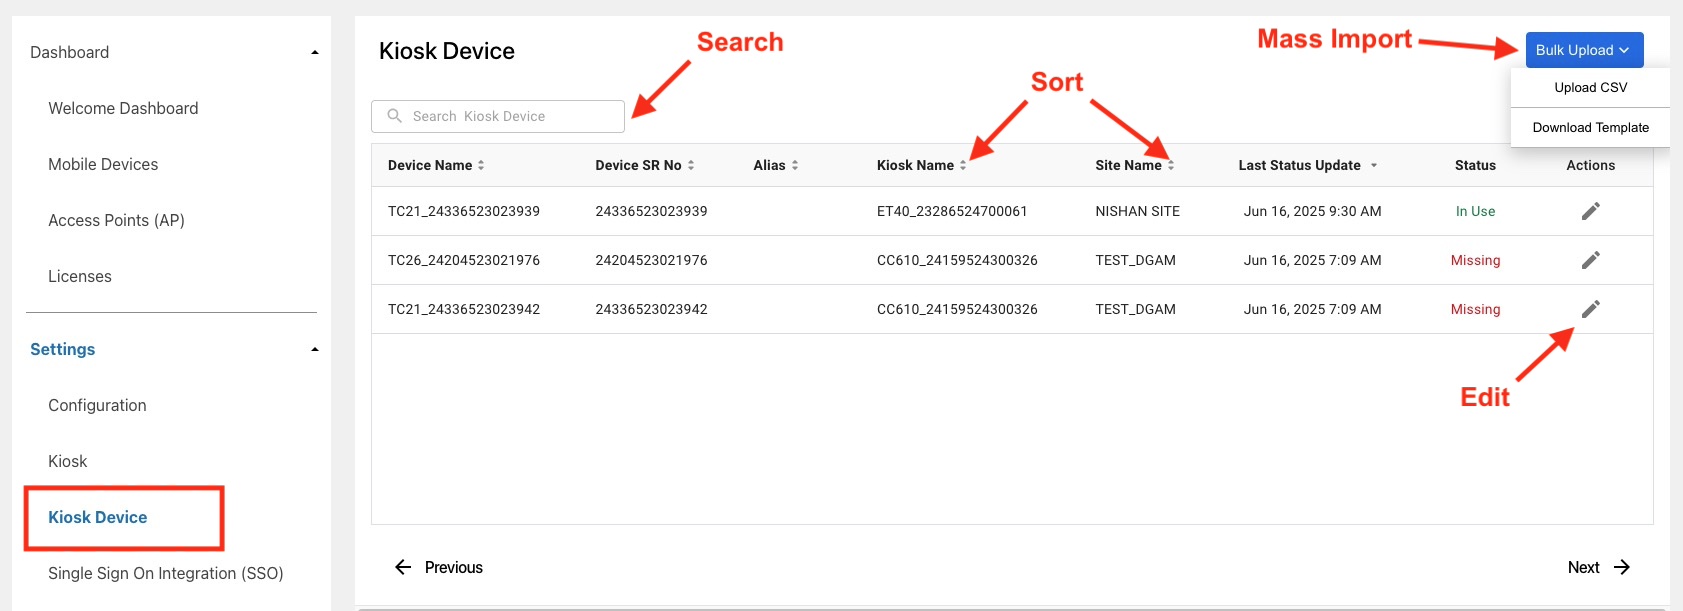 Dashboard
Welcome Dashboard
Mobile Devices
Access Points (AP)
Licenses
Settings
Configuration
Kiosk
Kiosk Device
Single Sign On Integration (SSO)
Kiosk Device
Search
Mass Import
Bulk Upload
Upload CSV
Download Template
Sort
Search Kiosk Device
Device Name Device SR No Alias Kiosk Name Site Name Last Status Update Status Actions
TC21_24336523023939 24336523023939 ET40_23286524700061 NISHAN SITE Jun 16, 2025 9:30 AM In Use
TC26_24204523021976 24204523021976 CC610_24159524300326 TEST_DGAM Jun 16, 2025 7:09 AM Missing
TC21_24336523023942 24336523023942 CC610_24159524300326 TEST_DGAM Jun 16, 2025 7:09 AM Missing
Edit
Previous
Next